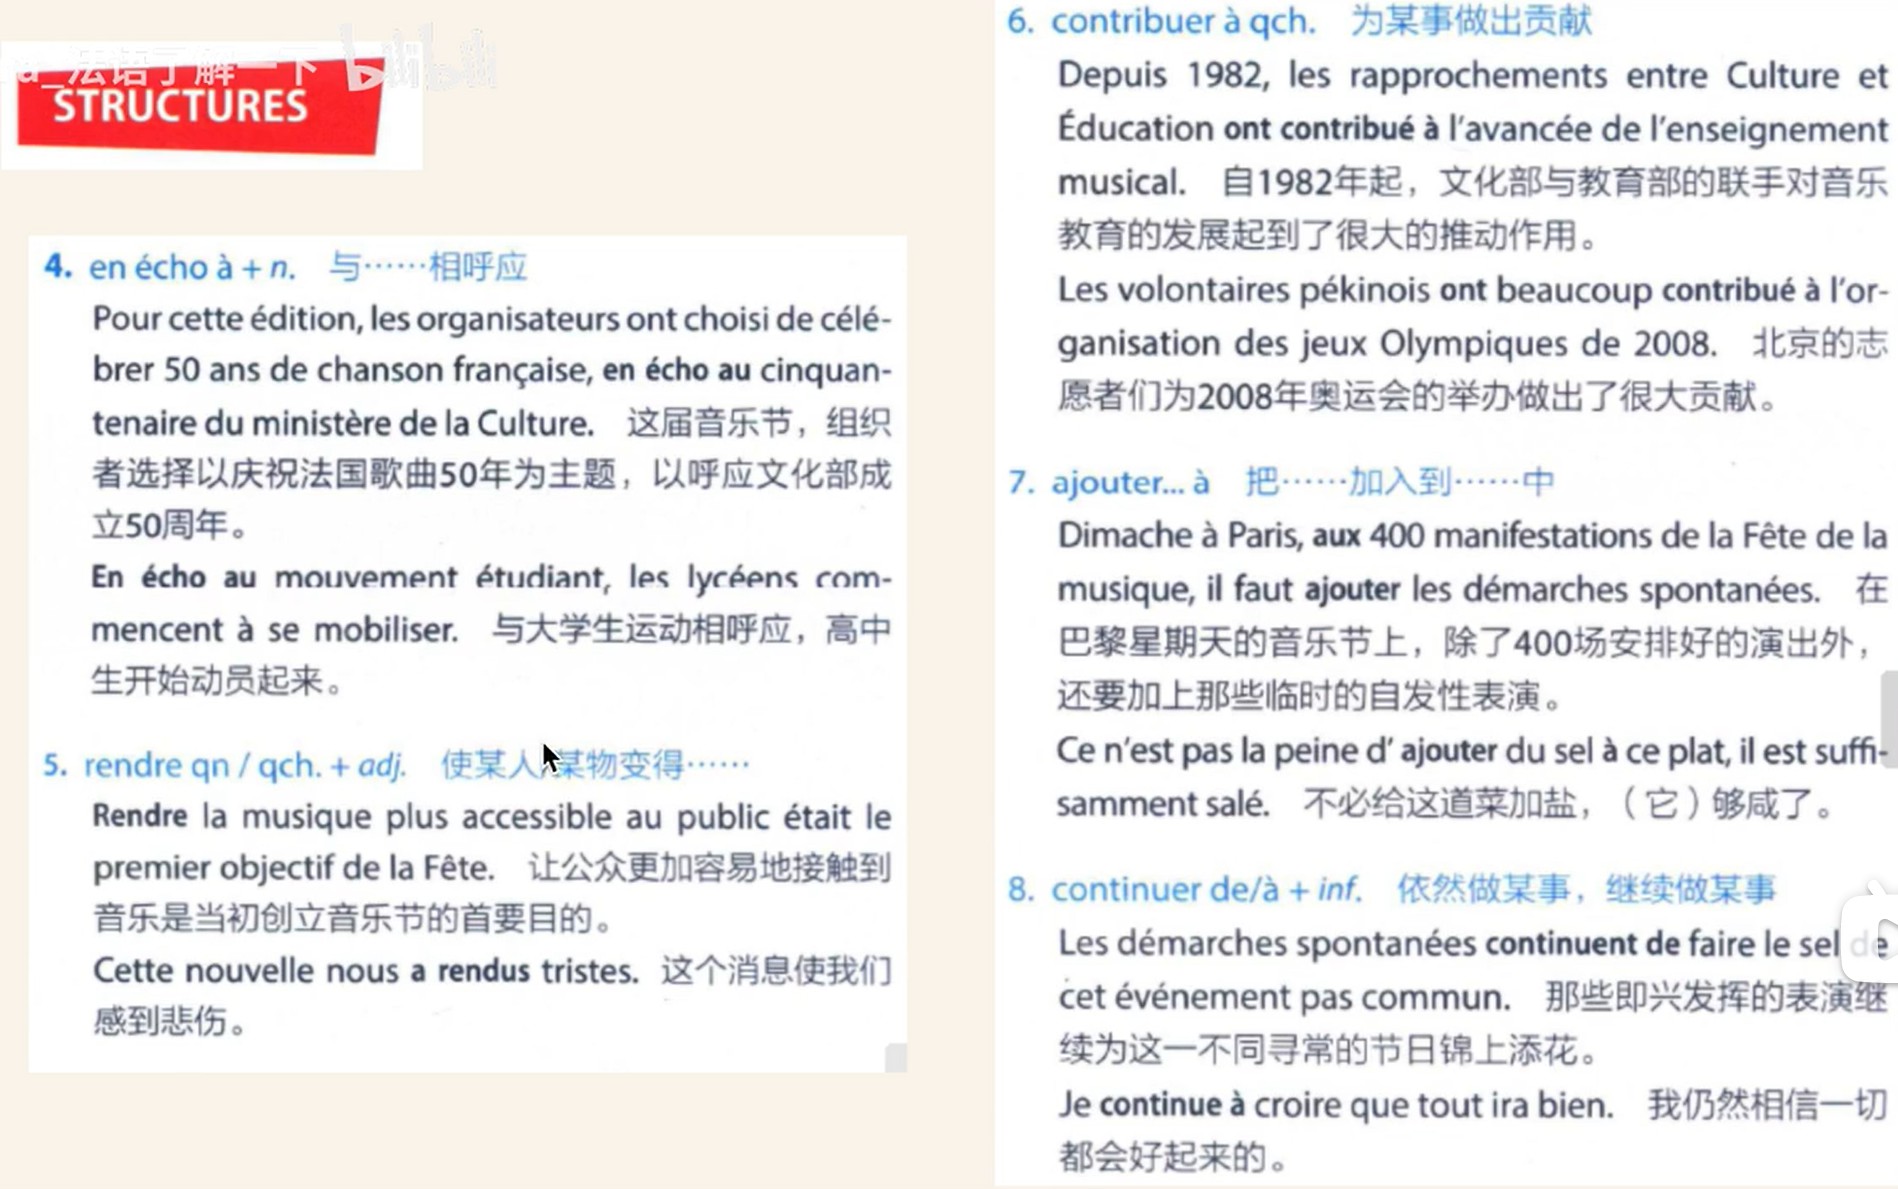 a_法语了解一下 bilibili
STRUCTURES
4. en écho à + n. 与……相呼应
Pour cette édition, les organisateurs ont choisi de célé-
brer 50 ans de chanson française, en écho au cinquan-
tenaire du ministère de la Culture. 这届音乐节，组织
者选择以庆祝法国歌曲50年为主题，以呼应文化部成
立50周年。
En écho au mouvement étudiant, les lycéens com-
mencent à se mobiliser. 与大学生运动相呼应，高中
生开始动员起来。
5. rendre qn / qch. + adj. 使某人/某物变得……
Rendre la musique plus accessible au public était le
premier objectif de la Fête. 让公众更加容易地接触到
音乐是当初创立音乐节的首要目的。
Cette nouvelle nous a rendus tristes. 这个消息使我们
感到悲伤。
6. contribuer à qch. 为某事做出贡献
Depuis 1982, les rapprochements entre Culture et
Éducation ont contribué à l'avancée de l'enseignement
musical. 自1982年起，文化部与教育部的联手对音乐
教育的发展起到了很大的推动作用。
Les volontaires pékinois ont beaucoup contribué à l'or-
ganisation des jeux Olympiques de 2008. 北京的志
愿者们为2008年奥运会的举办做出了很大贡献。
7. ajouter... à 把……加入到……中
Dimache à Paris, aux 400 manifestations de la Fête de la
musique, il faut ajouter les démarches spontanées. 在
巴黎星期天的音乐节上，除了400场安排好的演出外，
还要加上那些临时的自发性表演。
Ce n'est pas la peine d' ajouter du sel à ce plat, il est suffi-
samment salé. 不必给这道菜加盐，（它）够咸了。
8. continuer de/à + inf. 依然做某事，继续做某事
Les démarches spontanées continuent de faire le sel de
cet événement pas commun. 那些即兴发挥的表演继
续为这一不同寻常的节日锦上添花。
Je continue à croire que tout ira bien. 我仍然相信一切
都会好起来的。